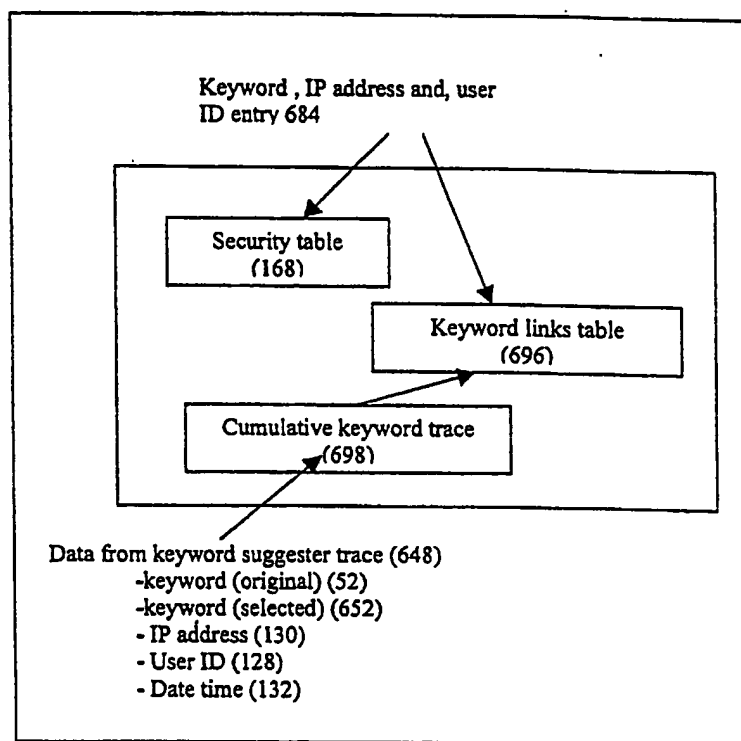 Keyword , IP address and, user
ID entry 684
Security table
(168)
Keyword links table
(696)
Cumulative keyword trace
(698)
Data from keyword suggester trace (648)
-keyword (original) (52)
-keyword (selected) (652)
- IP address (130)
- User ID (128)
- Date time (132)